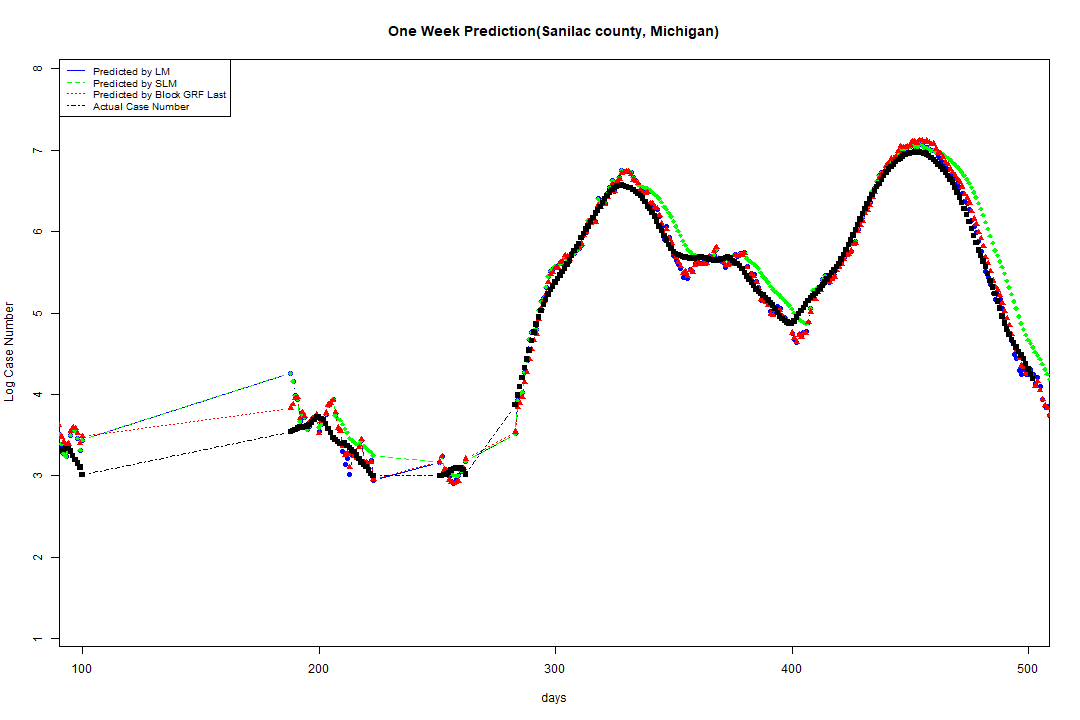 One Week Prediction(Sanilac county, Michigan)
Predicted by LM
Predicted by SLM
Predicted by Block GRF Last
Actual Case Number
8
7
6
5
4
3
2
1
Log Case Number
100 200 300 400 500
days